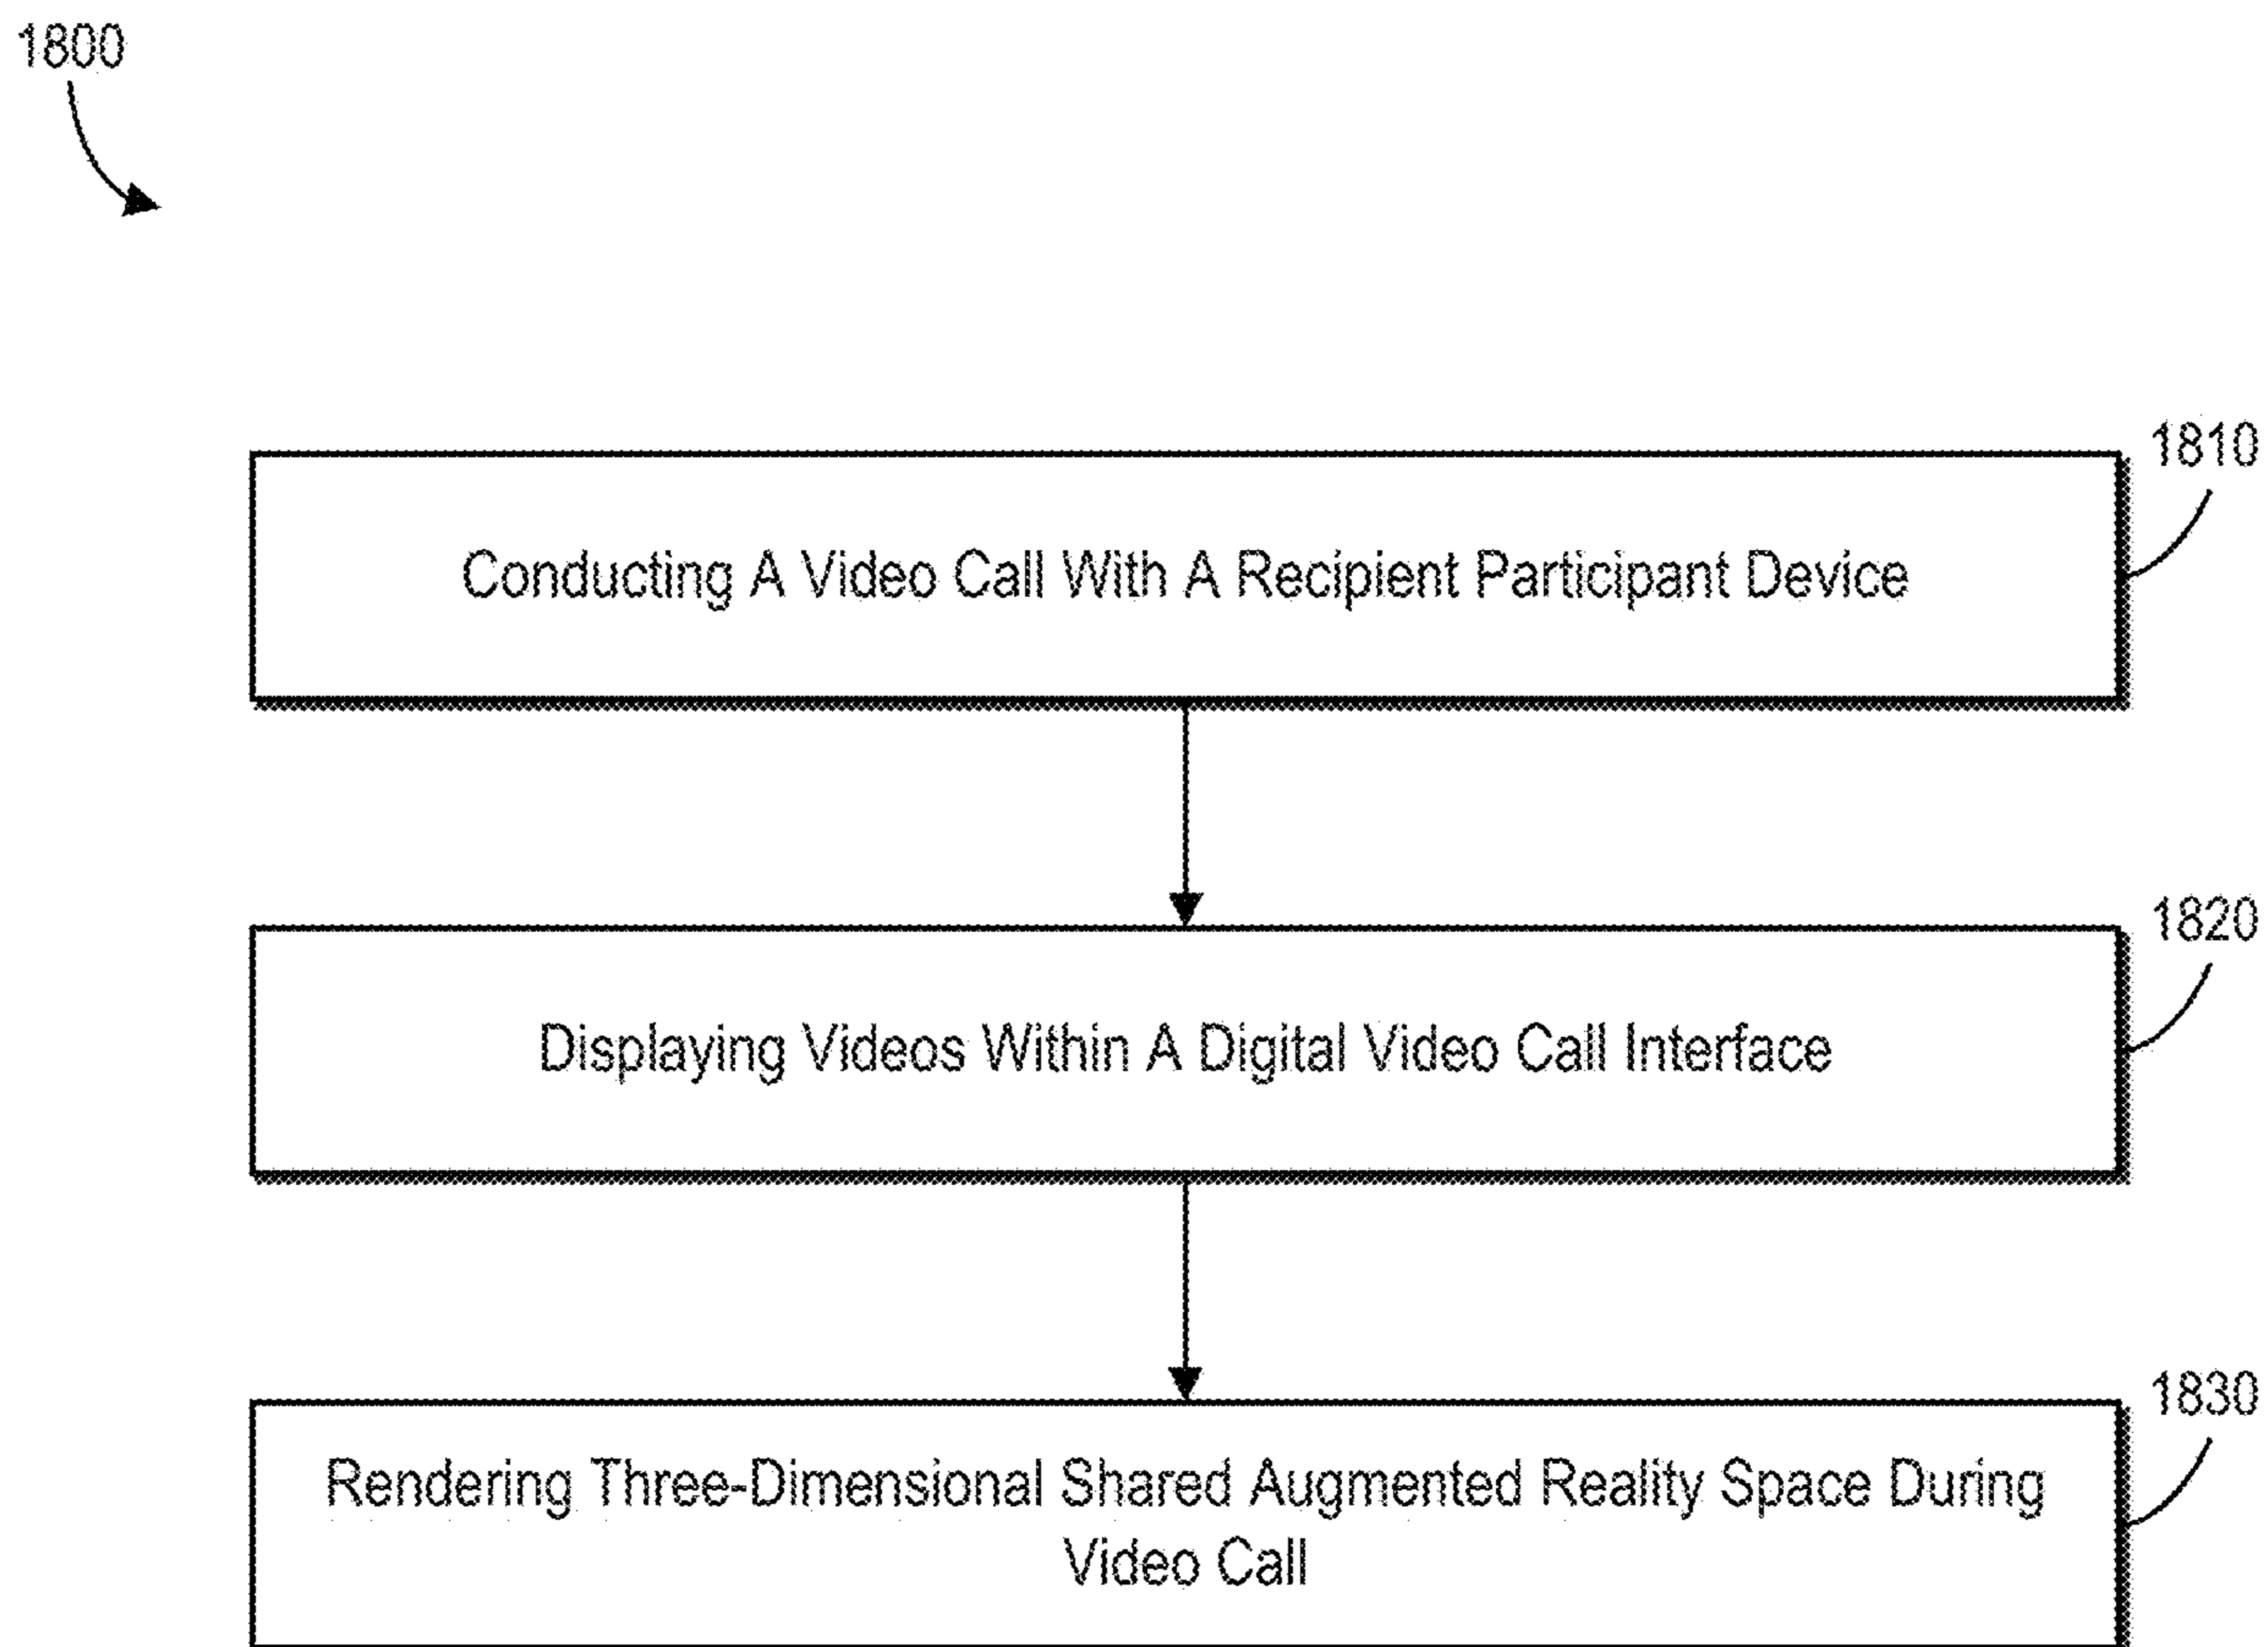 1800
1810
Conducting A Video Call With A Recipient Participant Device
1820
Displaying Videos Within A Digital Video Call Interface
1830
Rendering Three-Dimensional Shared Augmented Reality Space During
Video Call